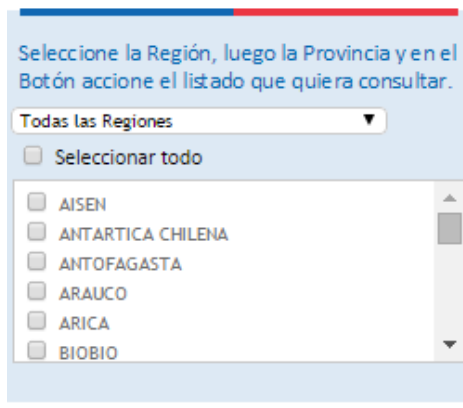 Seleccione la Región, luego la Provincia y en el
Botón accione el listado que quiera consultar.
Todas las Regiones
Seleccionar todo
AISEN
ANTARTICA CHILENA
ANTOFAGASTA
ARAUCO
ARICA
BIOBIO